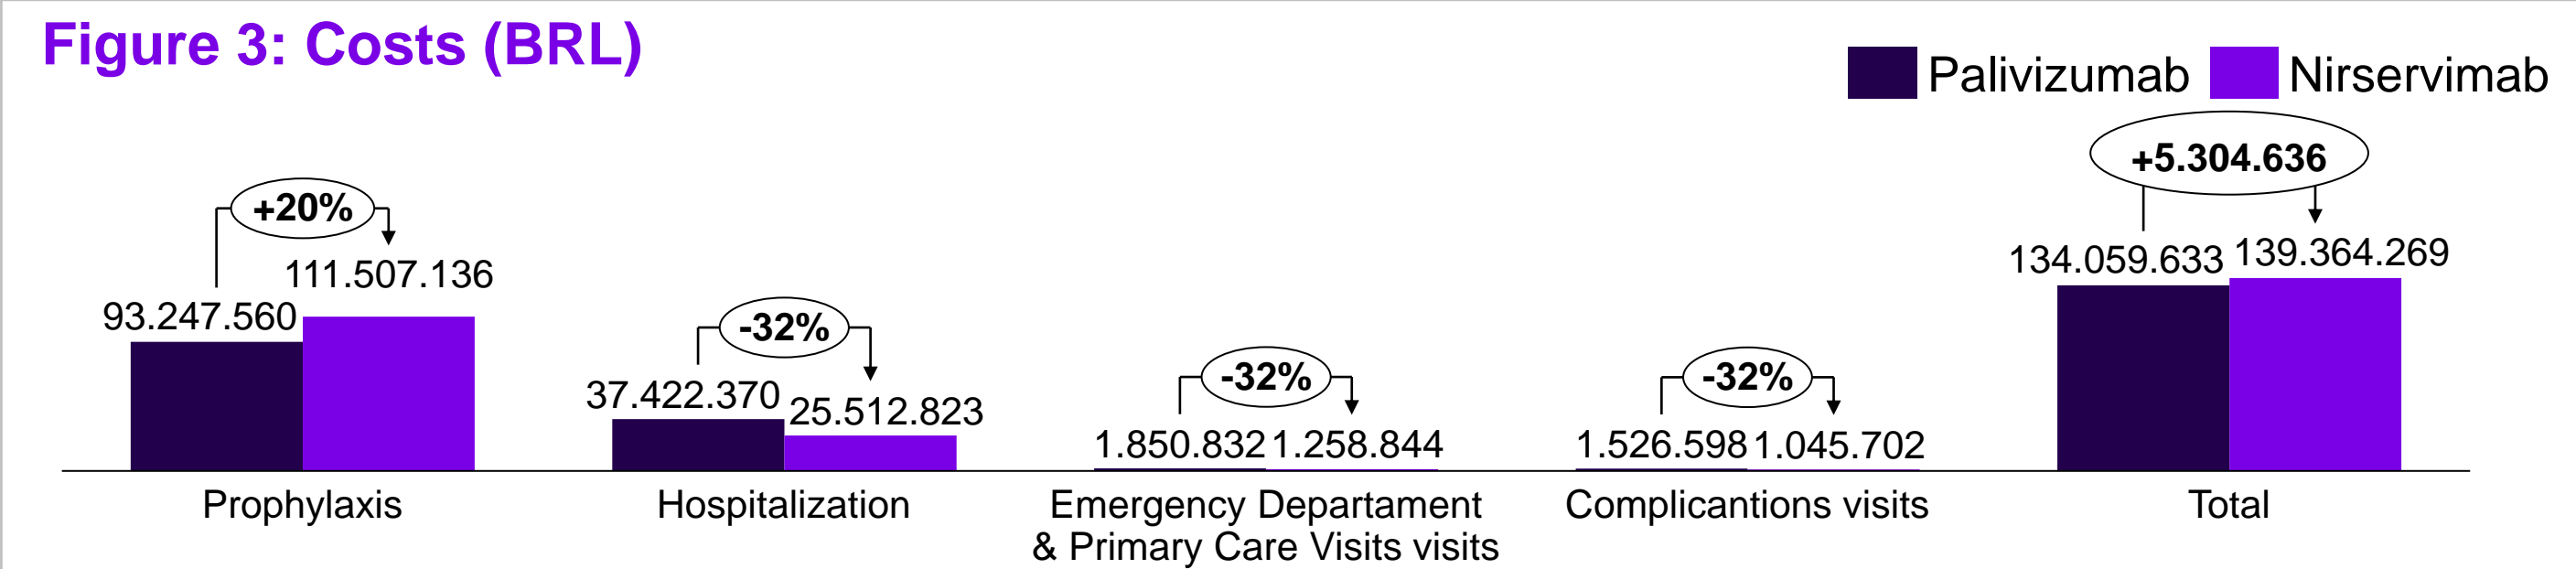 Figure 3: Costs (BRL)
Palivizumab Nirservimab
+20%
93.247.560 111.507.136
-32%
37.422.370 25.512.823
-32%
1.850.832 1.258.844
-32%
1.526.598 1.045.702
+5.304.636
134.059.633 139.364.269
Prophylaxis
Hospitalization
Emergency Departament
& Primary Care Visits visits
Complicantions visits
Total